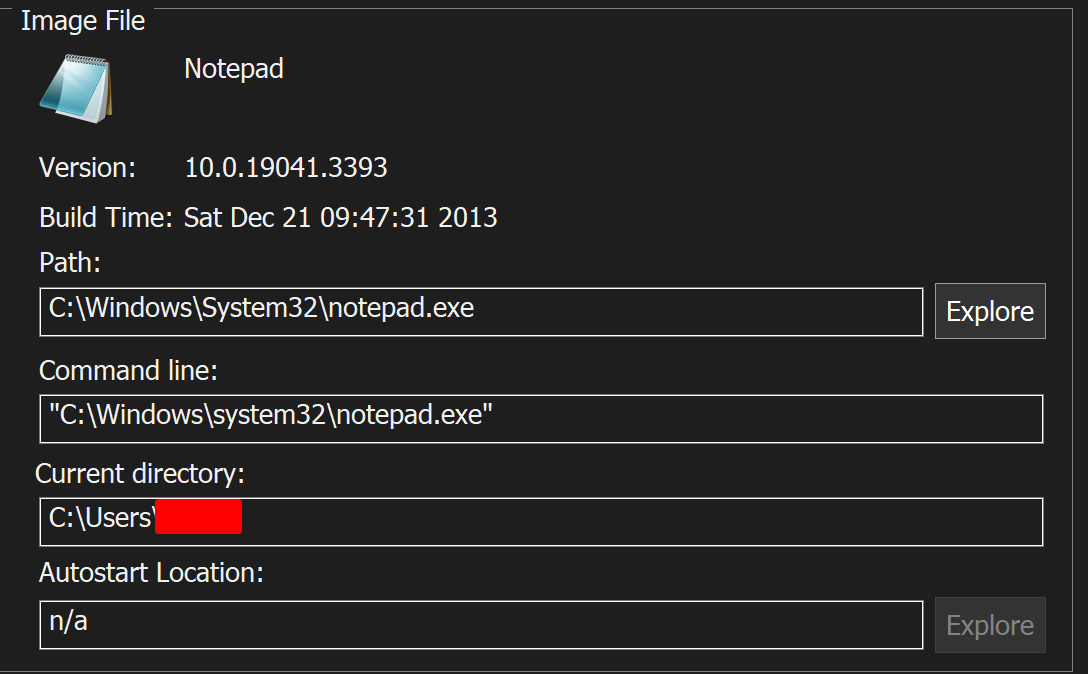 Image File
Notepad
Version: 10.0.19041.3393
Build Time: Sat Dec 21 09:47:31 2013
Path:
C:\Windows\System32\notepad.exe Explore
Command line:
"C:\Windows\system32\notepad.exe"
Current directory:
C:\Users\
Autostart Location:
n/a Explore